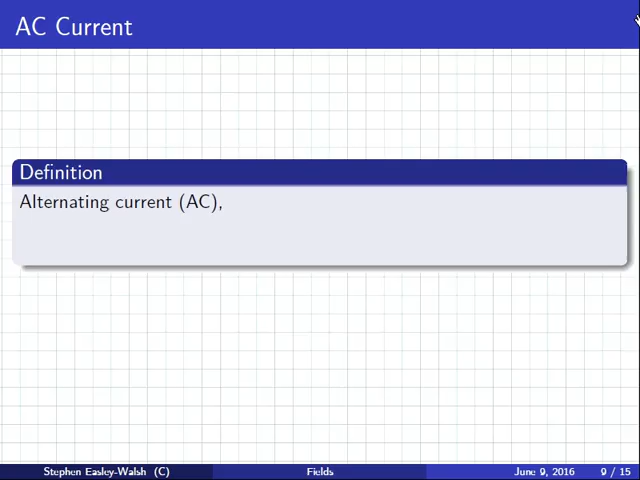 AC Current
Definition
Alternating current (AC),
Stephen Easley-Walsh (C)
Fields
June 9, 2016
9 / 15